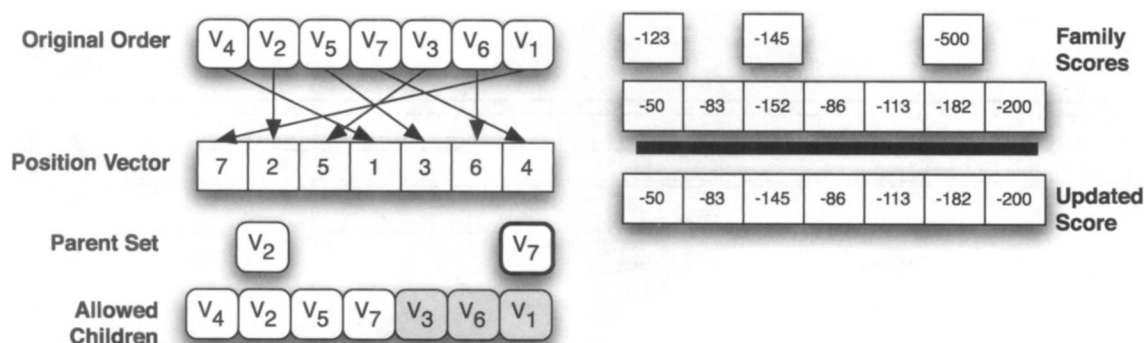 Original Order
V4 V2 V5 V7 V3 V6 V1
Position Vector
7 2 5 1 3 6 4
Parent Set
V2 V7
Allowed
Children
V4 V2 V5 V7 V3 V6 V1
-123 -145 -500
Family
Scores
-50 -83 -152 -86 -113 -182 -200
-50 -83 -145 -86 -113 -182 -200
Updated
Score